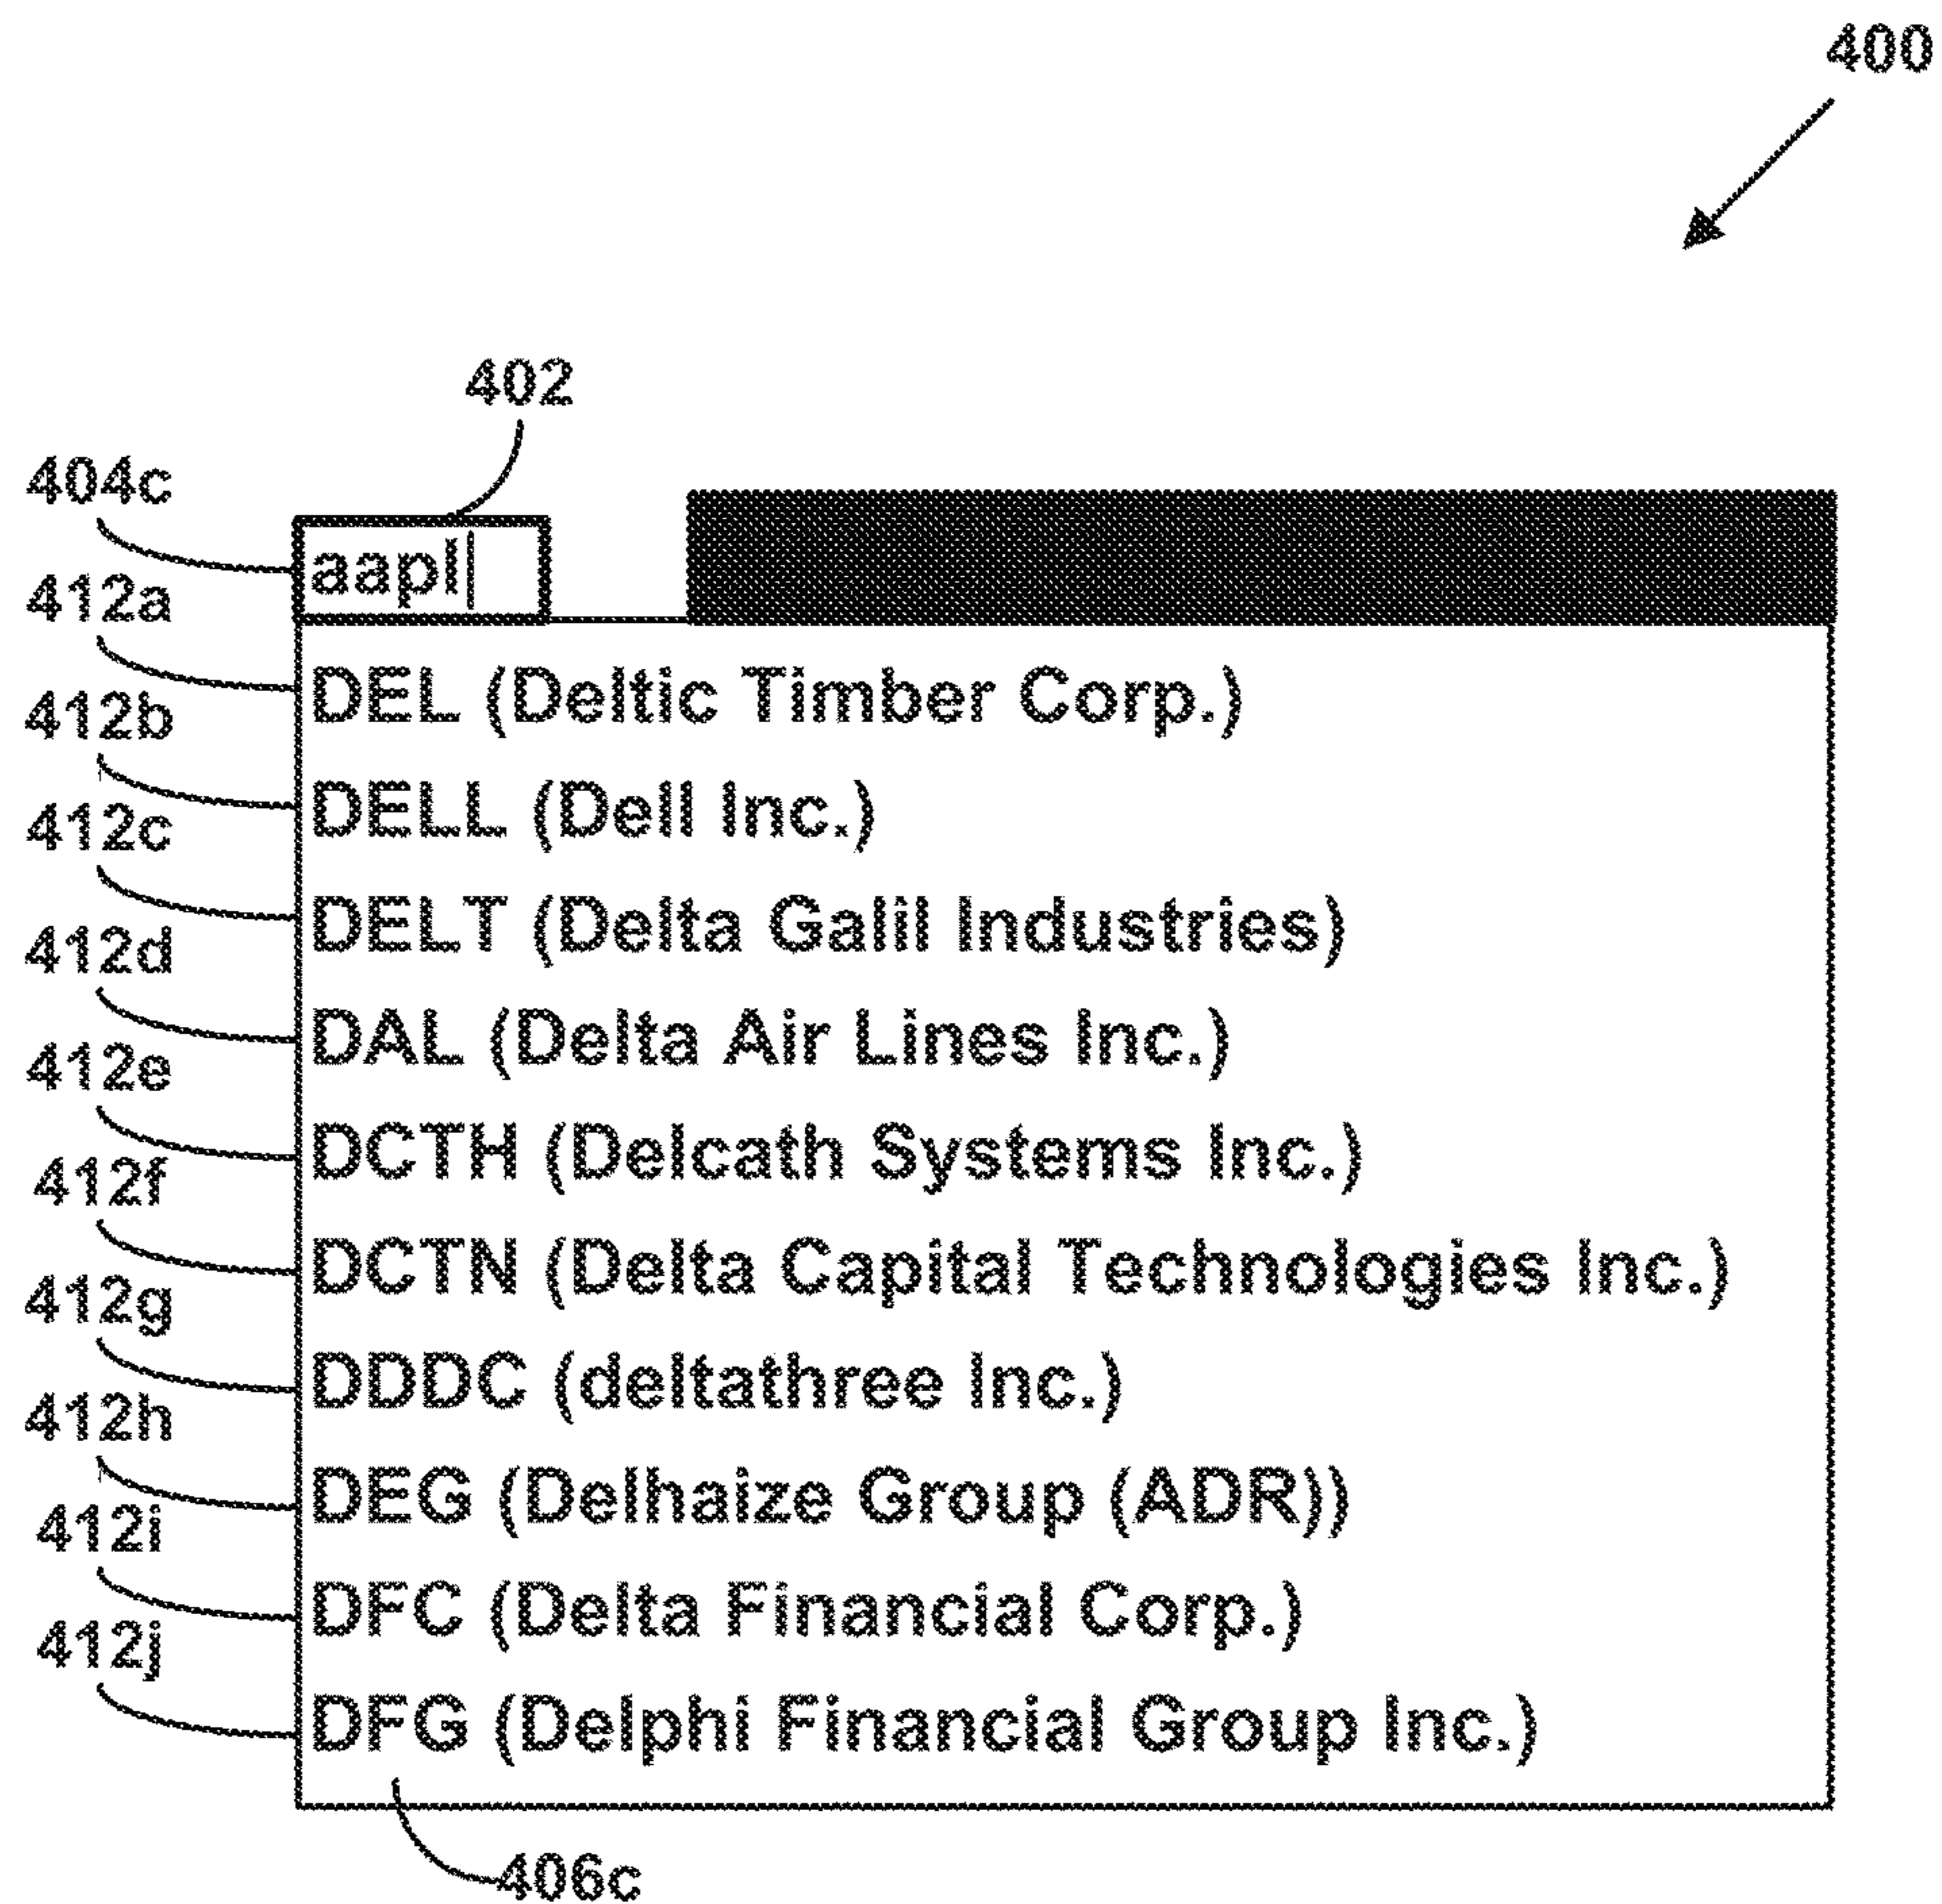 400
402
404c
aapl
412a
DEL (Deltic Timber Corp.)
412b
DELL (Dell Inc.)
412c
DELT (Delta Galil Industries)
412d
DAL (Delta Air Lines Inc.)
412e
DCTH (Delcath Systems Inc.)
412f
DCTN (Delta Capital Technologies Inc.)
412g
DDDC (deltathree Inc.)
412h
DEG (Delhaize Group (ADR))
412i
DFC (Delta Financial Corp.)
412j
DFG (Delphi Financial Group Inc.)
406c